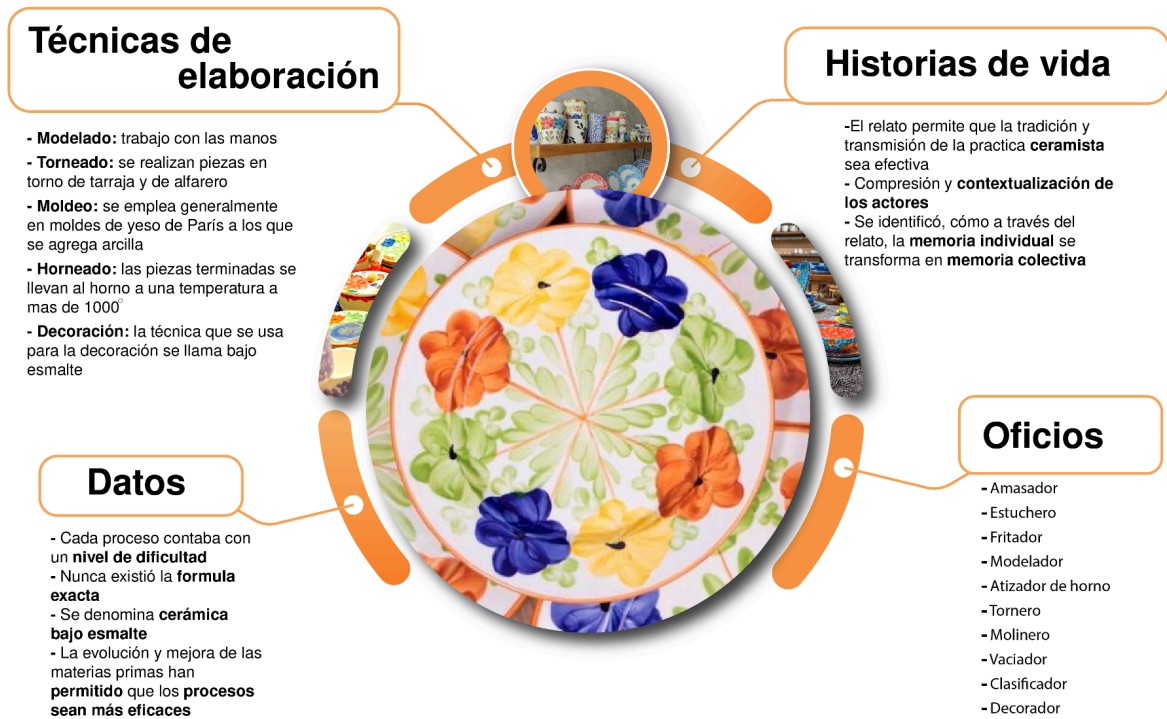 Técnicas de
elaboración
- Modelado: trabajo con las manos
- Torneado: se realizan piezas en
torno de tarraja y de alfarero
- Moldeo: se emplea generalmente
en moldes de yeso de París a los que
se agrega arcilla
- Horneado: las piezas terminadas se
llevan al horno a una temperatura a
mas de 1000°
- Decoración: la técnica que se usa
para la decoración se llama bajo
esmalte
Historias de vida
-El relato permite que la tradición y
transmisión de la practica ceramista
sea efectiva
- Compresión y contextualización de
los actores
- Se identificó, cómo a través del
relato, la memoria individual se
transforma en memoria colectiva
Datos
- Cada proceso contaba con
un nivel de dificultad
- Nunca existió la formula
exacta
- Se denomina cerámica
bajo esmalte
- La evolución y mejora de las
materias primas han
permitido que los procesos
sean más eficaces
Oficios
- Amasador
- Estuchero
- Fritador
- Modelador
- Atizador de horno
- Tornero
- Molinero
- Vaciador
- Clasificador
- Decorador